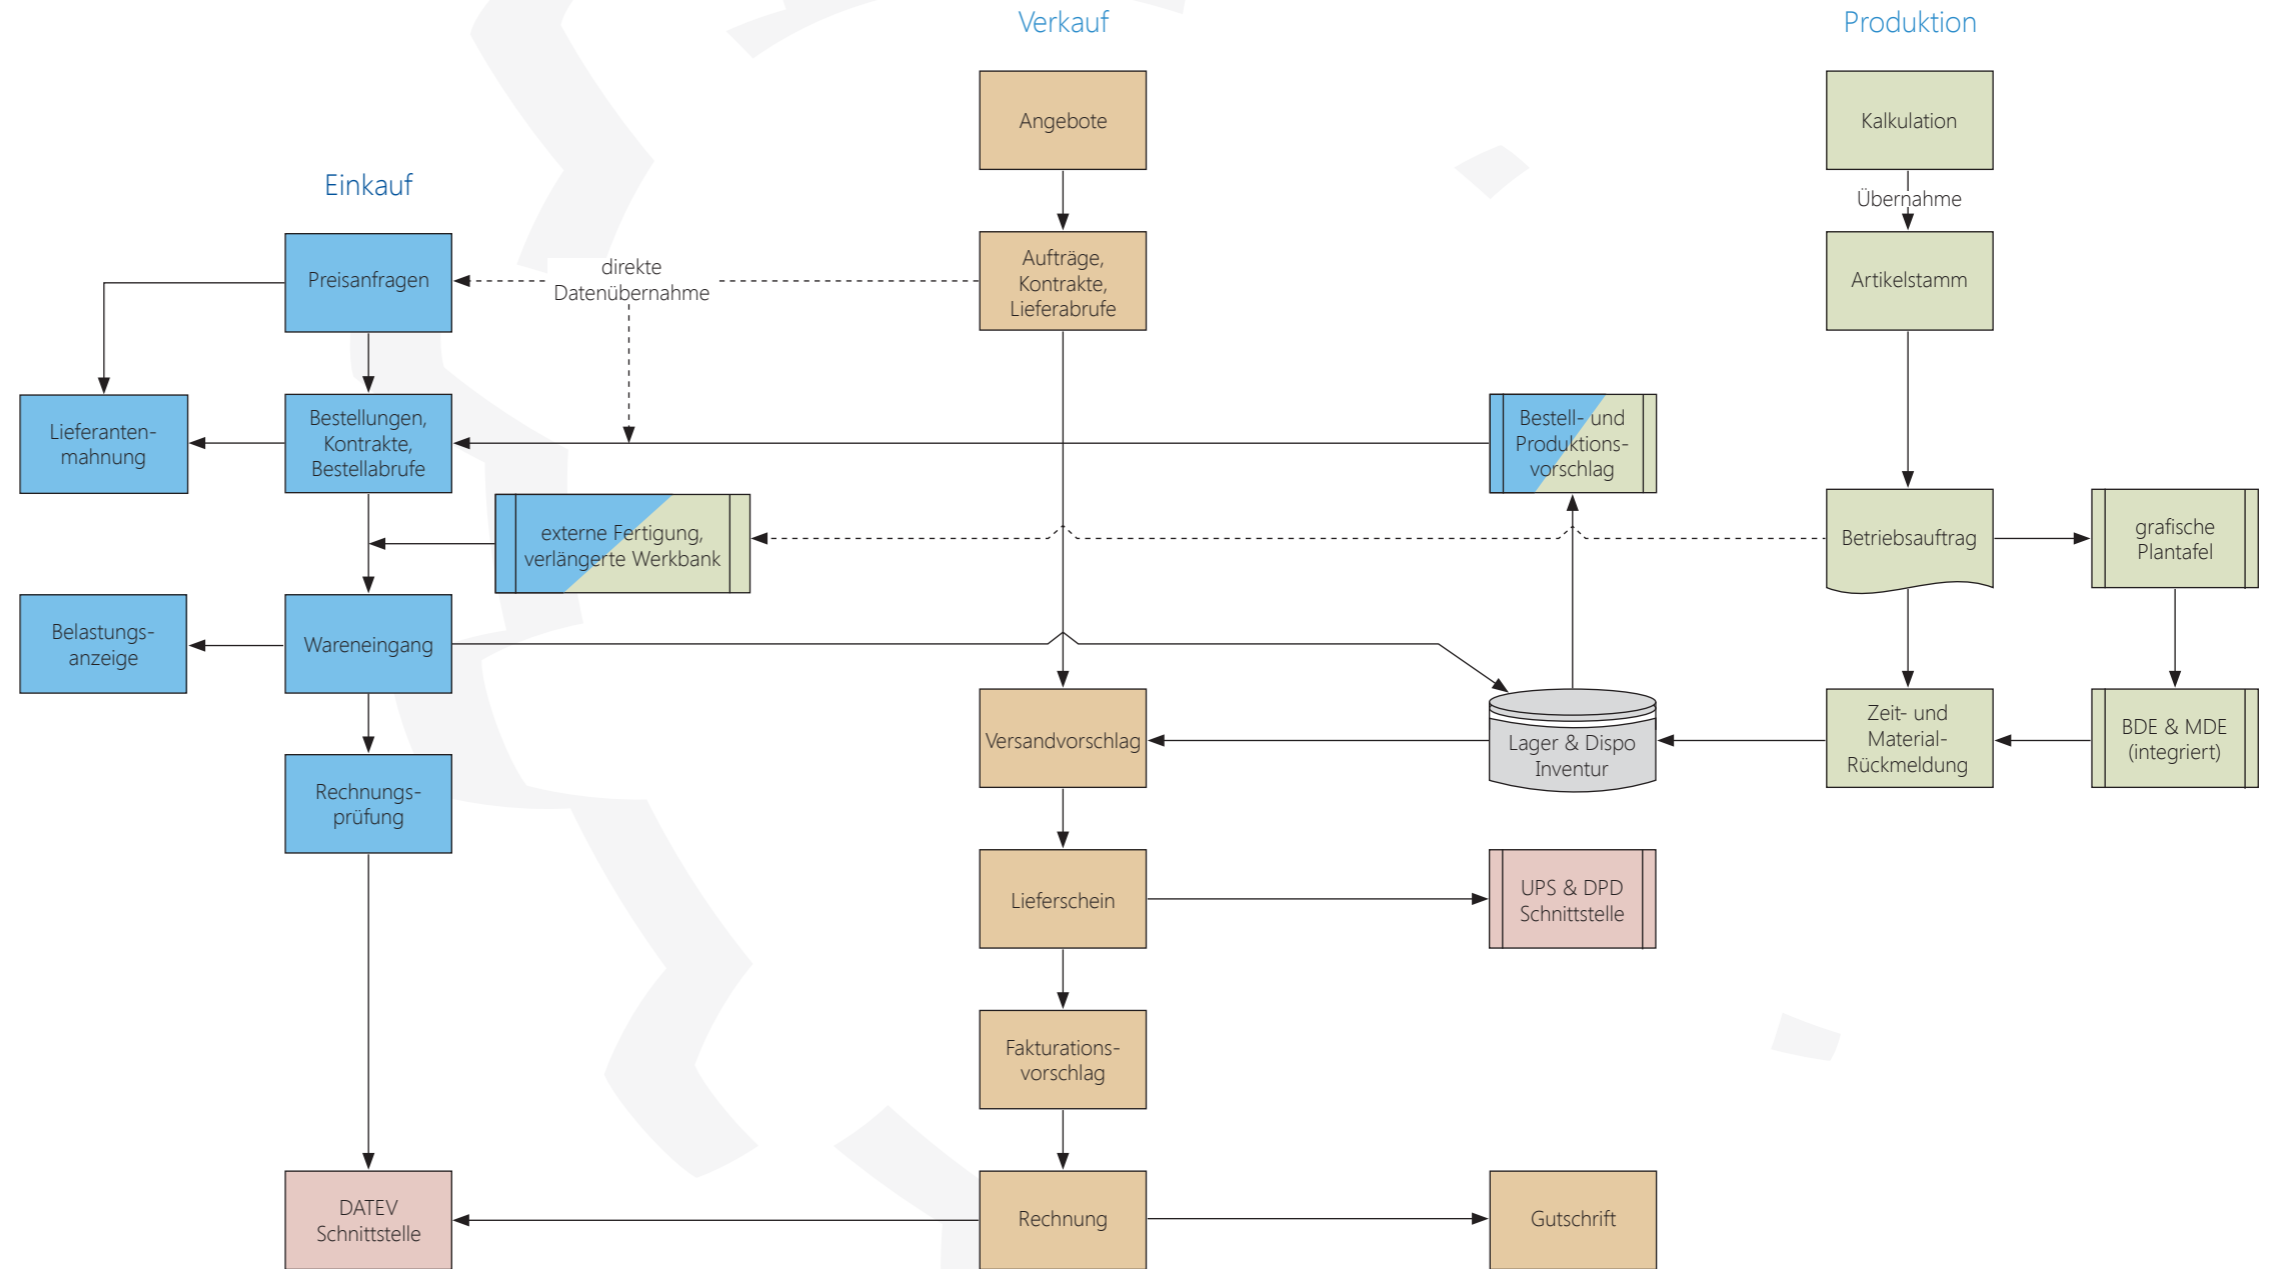 Verkauf
Produktion
Angebote
Kalkulation
Übernahme
Einkauf
Preisanfragen
direkte
Datenübernahme
Aufträge,
Kontrakte,
Lieferabrufe
Artikelstamm
Lieferanten-
mahnung
Bestellungen,
Kontrakte,
Bestellabrufe
Bestell- und
Produktions-
vorschlag
externe Fertigung,
verlängerte Werkbank
Betriebsauftrag
grafische
Plantafel
Belastungs-
anzeige
Wareneingang
Versandvorschlag
Lager & Dispo
Inventur
Zeit- und
Material-
Rückmeldung
BDE & MDE
(integriert)
Rechnungs-
prüfung
Lieferschein
UPS & DPD
Schnittstelle
Fakturations-
vorschlag
DATEV
Schnittstelle
Rechnung
Gutschrift